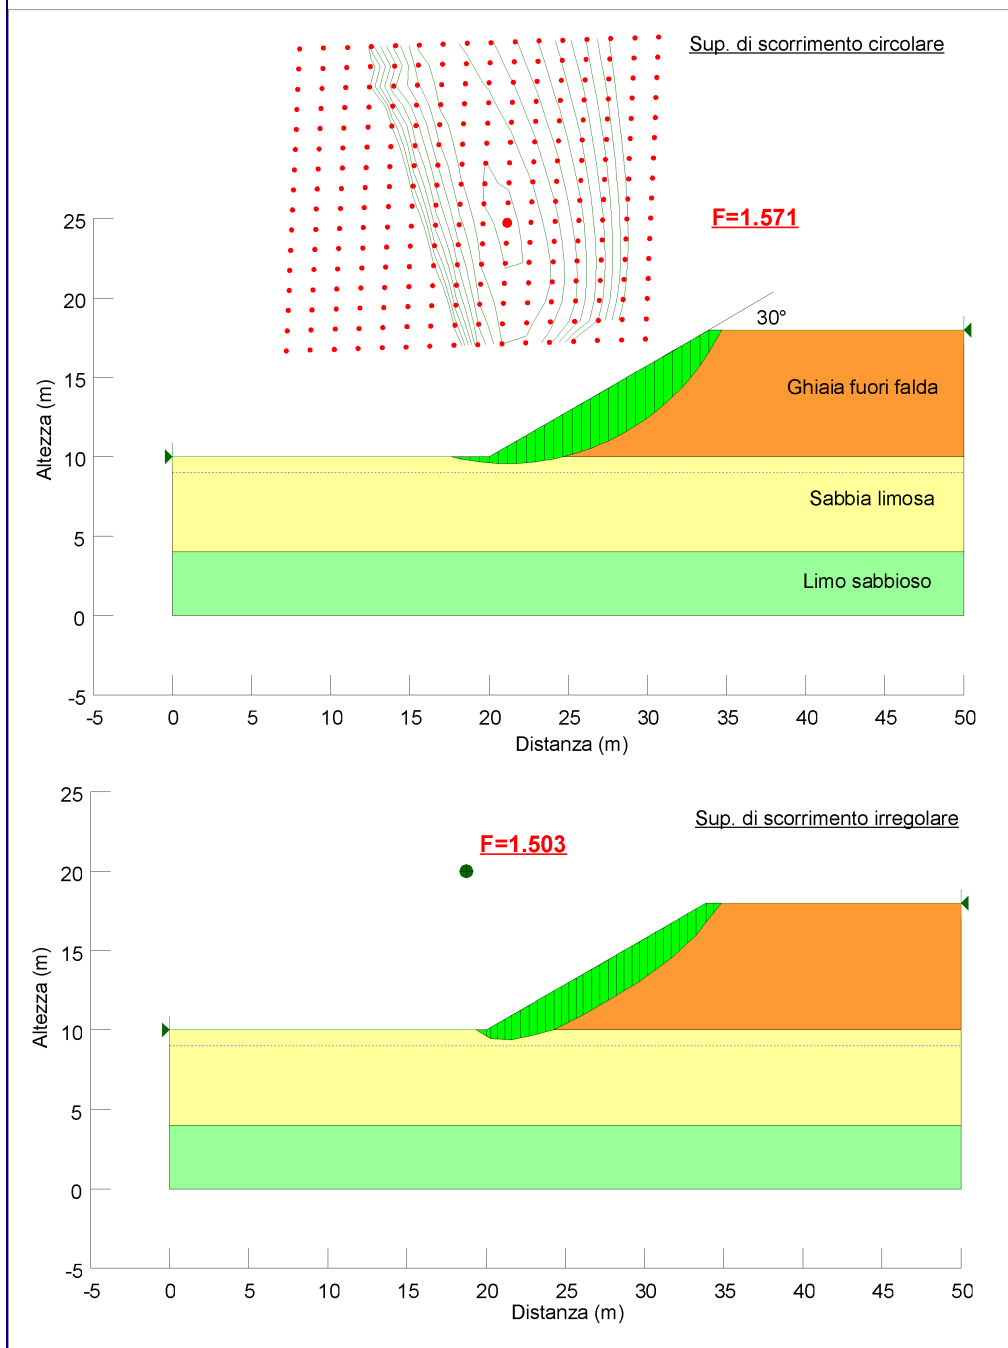 Sup. di scorrimento circolare
F=1.571
25
20
15
10
5
0
-5
Altezza (m)
30°
Ghiaia fuori falda
Sabbia limosa
Limo sabbioso
-5 0 5 10 15 20 25 30 35 40 45 50
Distanza (m)
Sup. di scorrimento irregolare
F=1.503
25
20
15
10
5
0
-5
Altezza (m)
-5 0 5 10 15 20 25 30 35 40 45 50
Distanza (m)